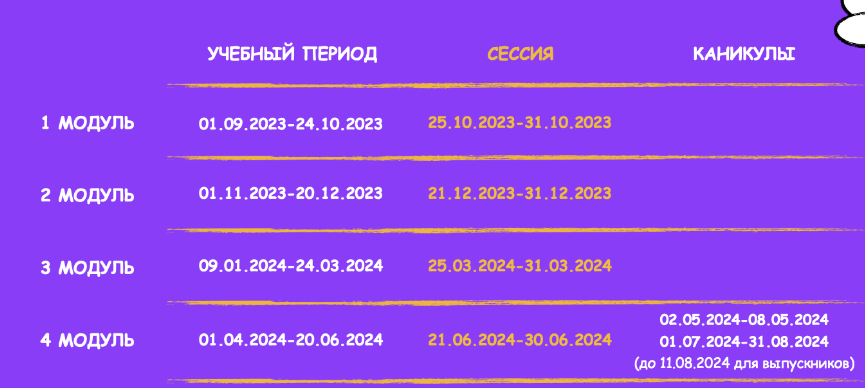 УЧЕБНЫЙ ПЕРИОД СЕССИЯ КАНИКУЛЫ
1 МОДУЛЬ 01.09.2023-24.10.2023 25.10.2023-31.10.2023
2 МОДУЛЬ 01.11.2023-20.12.2023 21.12.2023-31.12.2023
3 МОДУЛЬ 09.01.2024-24.03.2024 25.03.2024-31.03.2024
02.05.2024-08.05.2024
4 МОДУЛЬ 01.04.2024-20.06.2024 21.06.2024-30.06.2024 01.07.2024-31.08.2024
(до 11.08.2024 для выпускников)